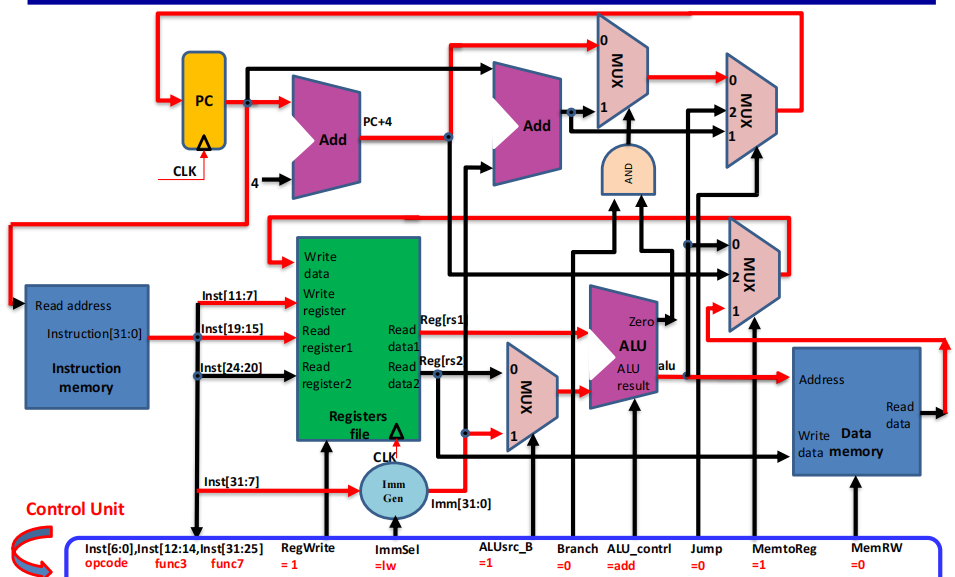 0
MUX
1
0
MUX
2
1
PC
CLK
Add
PC+4
4
Add
AND
Read address
Instruction[31:0]
Instruction
memory
Inst[11:7]
Inst[19:15]
Inst[24:20]
Inst[31:7]
Write
data
Write
register
Read
register1
Read
register2
Read
data1
Read
data2
Registers
file
CLK
Reg[rs1
Reg[rs2
Imm
Gen
Imm[31:0]
0
MUX
1
Zero
ALU
ALU
result
alu
0
MUX
2
1
Address
Read
data
Write
data
Data
memory
Control Unit
Inst[6:0],Inst[12:14,Inst[31:25]
opcode func3 func7
RegWrite
= 1
ImmSel
=lw
ALUsrc_B
=1
Branch
=0
ALU_contrl
=add
Jump
=0
MemtoReg
=1
MemRW
=0